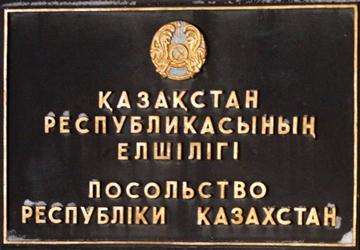 ҚАЗАҚСТАН
РЕСПУБЛИКАСЫНЫҢ
ЕЛШІЛІГІ
ПОСОЛЬСТВО
РЕСПУБЛІКИ КАЗАХСТАН